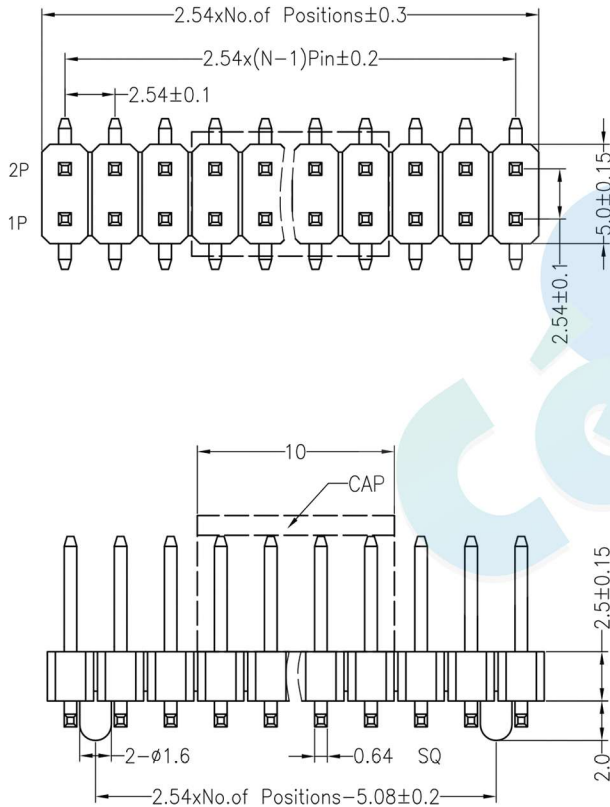 2.54xNo.of Positions±0.3
2.54x(N-1)Pin±0.2
2.54±0.1
2P
1P
5.0±0.15
2.54±0.1
10
CAP
2.5±0.15
2-ø1.6
0.64 SQ
2.0
2.54xNo.of Positions-5.08±0.2